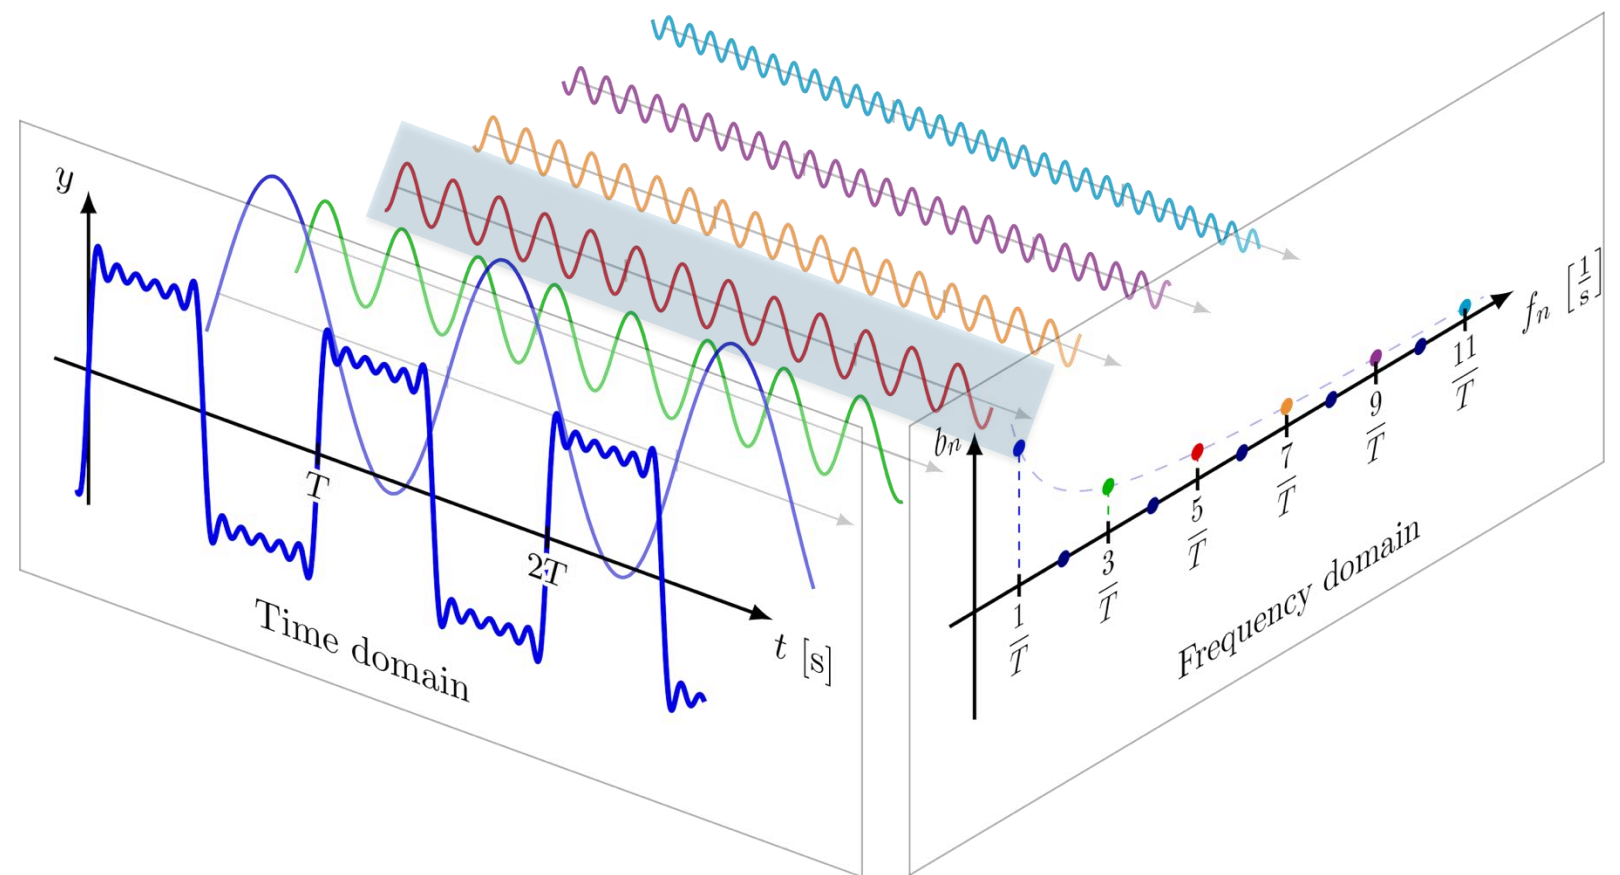 y
T
2T
t [s]
Time domain
bₙ
1/T
3/T
5/T
7/T
9/T
11/T
fₙ [1/s]
Frequency domain